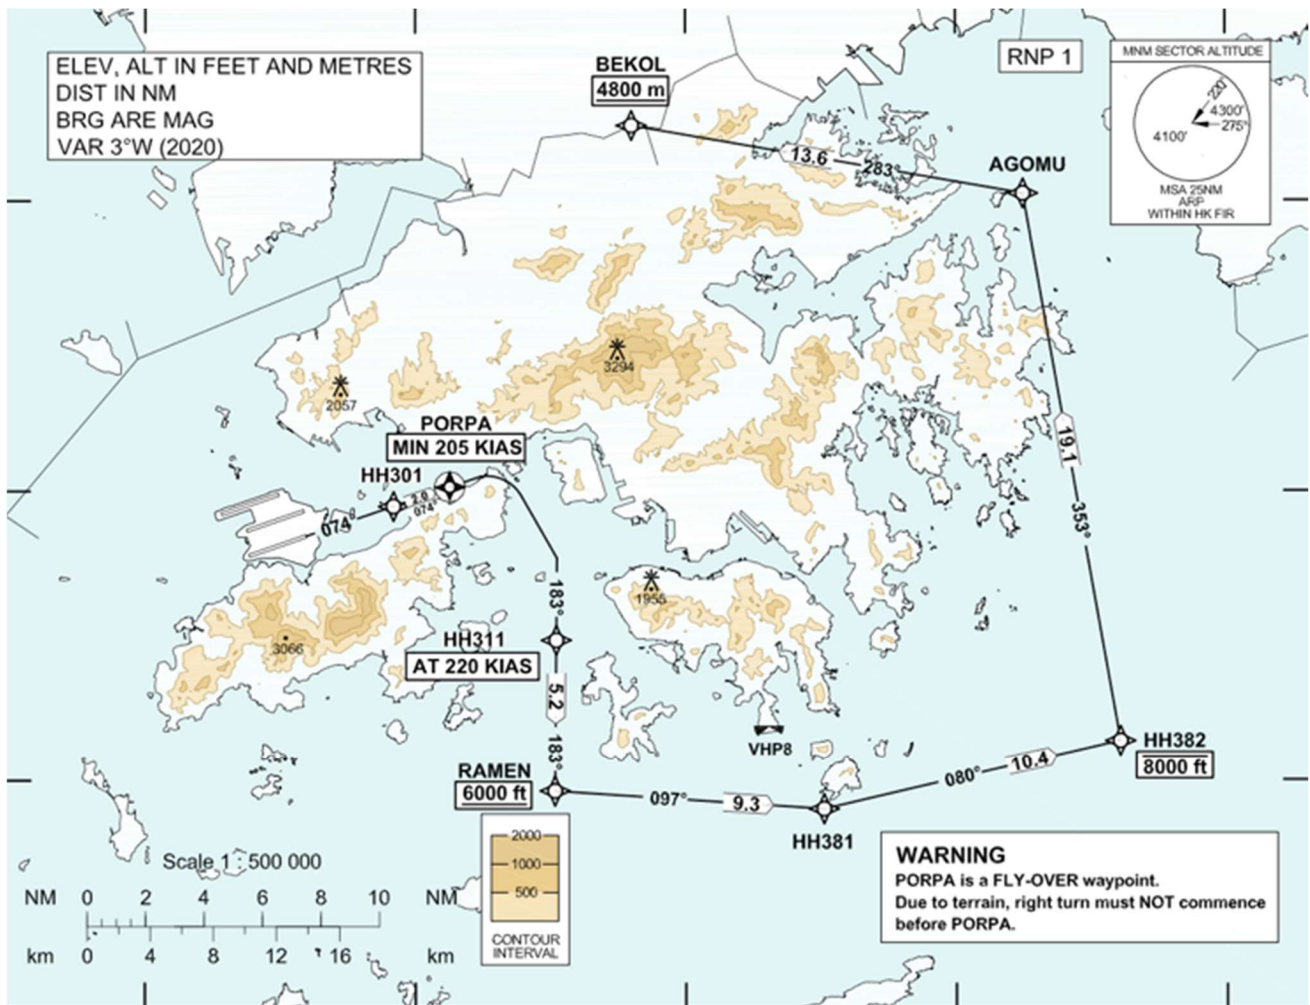 ELEV, ALT IN FEET AND METRES
DIST IN NM
BRG ARE MAG
VAR 3°W (2020)
BEKOL
4800 m
RNP 1
MNM SECTOR ALTITUDE
220°
4300'
275°
4100'
MSA 25NM
ARP
WITHIN HK FIR
13.6
283°
AGOMU
3294
2057
PORPA
MIN 205 KIAS
19.1
HH301
2.0
074°
074°
353°
183°
1955
HH311
AT 220 KIAS
3066
5.2
183°
VHP8
HH382
8000 ft
RAMEN
6000 ft
097°
9.3
080°
10.4
HH381
2000
1000
500
CONTOUR
INTERVAL
Scale 1 : 500 000
NM 0 2 4 6 8 10 NM
km 0 4 8 12 16 km
WARNING
PORPA is a FLY-OVER waypoint.
Due to terrain, right turn must NOT commence
before PORPA.